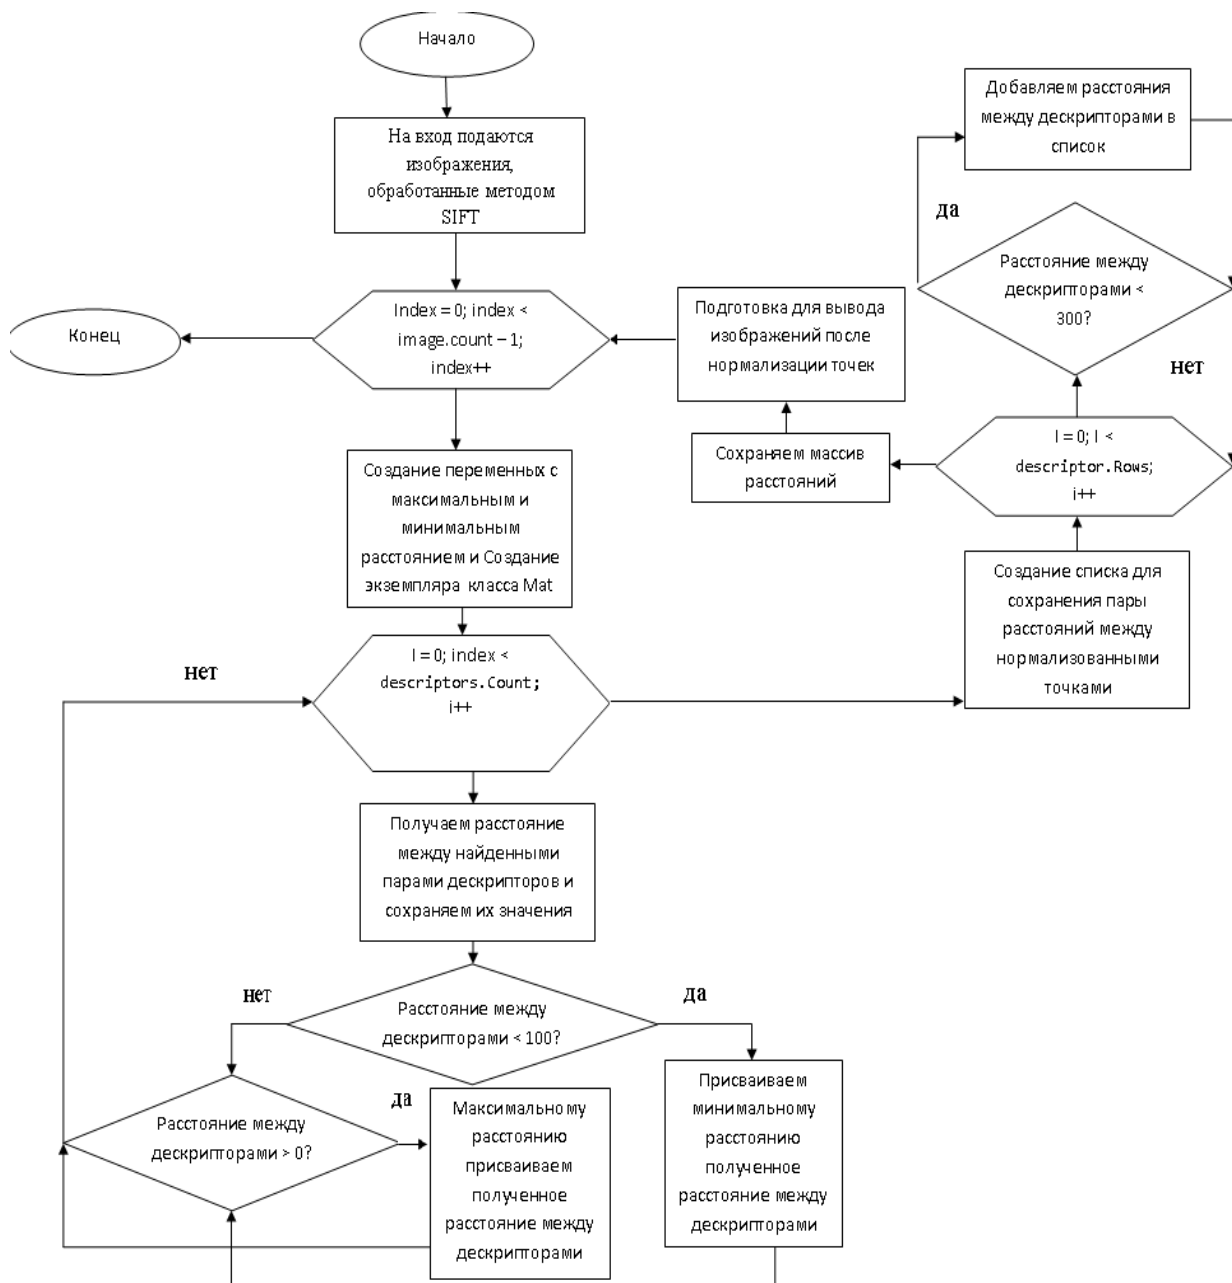 Начало
На вход подаются
изображения,
обработанные методом
SIFT
Index = 0; index <
image.count – 1;
index++
Конец
Создание переменных с
максимальным и
минимальным
расстоянием и Создание
экземпляра класса Mat
I = 0; index <
descriptors.Count;
i++
нет
Получаем расстояние
между найденными
парами дескрипторов и
сохраняем их значения
Расстояние между
дескрипторами < 100?
нет
да
Расстояние между
дескрипторами > 0?
да
Максимальному
расстоянию
присваиваем
полученное
расстояние между
дескрипторами
Присваиваем
минимальному
расстоянию
полученное
расстояние между
дескрипторами
Создание списка для
сохранения пары
расстояний между
нормализованными
точками
I = 0; I <
descriptor.Rows;
i++
Расстояние между
дескрипторами <
300?
да
нет
Добавляем расстояния
между дескрипторами в
список
Сохраняем массив
расстояний
Подготовка для вывода
изображений после
нормализации точек